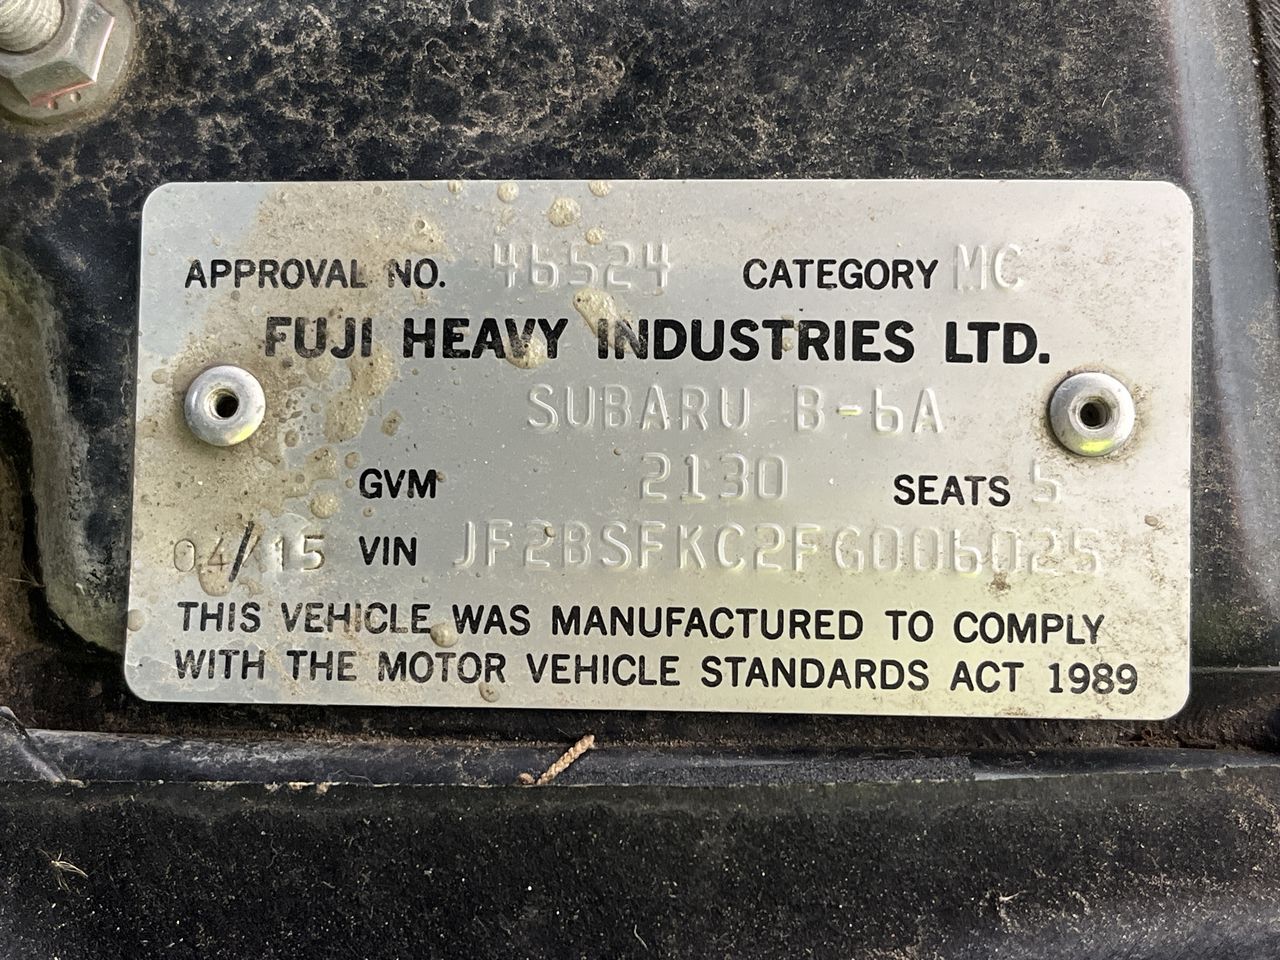 APPROVAL NO. 46524 CATEGORY MC
FUJI HEAVY INDUSTRIES LTD.
SUBARU B-6A
GVM 2130 SEATS 5
04/15 VIN JF2BSFKC2FG006025
THIS VEHICLE WAS MANUFACTURED TO COMPLY
WITH THE MOTOR VEHICLE STANDARDS ACT 1989